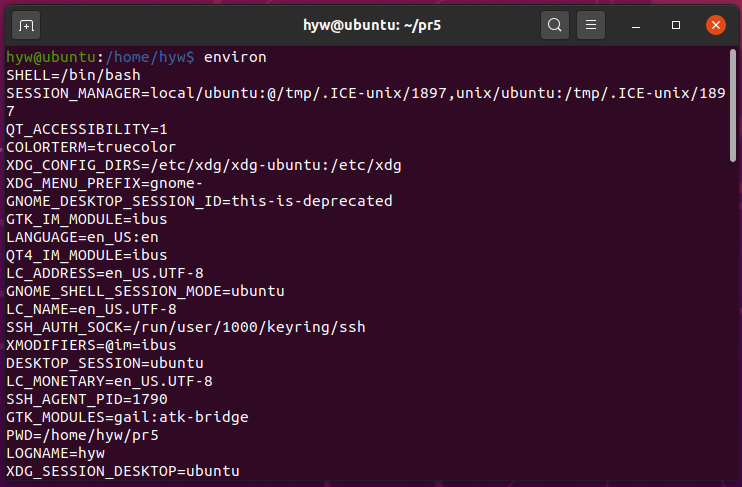 hyw@ubuntu: ~/pr5
hyw@ubuntu:/home/hyw$ environ
SHELL=/bin/bash
SESSION_MANAGER=local/ubuntu:@/tmp/.ICE-unix/1897,unix/ubuntu:/tmp/.ICE-unix/189
7
QT_ACCESSIBILITY=1
COLORTERM=truecolor
XDG_CONFIG_DIRS=/etc/xdg/xdg-ubuntu:/etc/xdg
XDG_MENU_PREFIX=gnome-
GNOME_DESKTOP_SESSION_ID=this-is-deprecated
GTK_IM_MODULE=ibus
LANGUAGE=en_US:en
QT4_IM_MODULE=ibus
LC_ADDRESS=en_US.UTF-8
GNOME_SHELL_SESSION_MODE=ubuntu
LC_NAME=en_US.UTF-8
SSH_AUTH_SOCK=/run/user/1000/keyring/ssh
XMODIFIERS=@im=ibus
DESKTOP_SESSION=ubuntu
LC_MONETARY=en_US.UTF-8
SSH_AGENT_PID=1790
GTK_MODULES=gail:atk-bridge
PWD=/home/hyw/pr5
LOGNAME=hyw
XDG_SESSION_DESKTOP=ubuntu